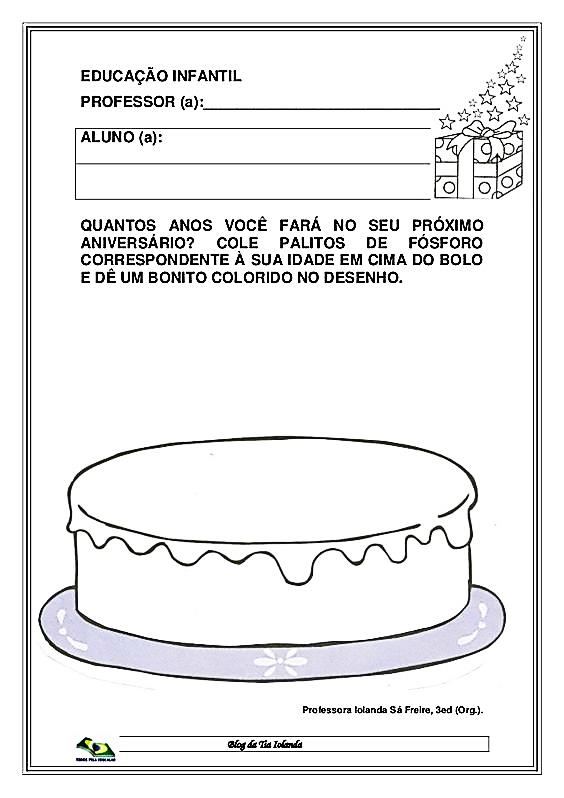 EDUCAÇÃO INFANTIL
PROFESSOR (a):
ALUNO (a):
QUANTOS ANOS VOCÊ FARÁ NO SEU PRÓXIMO
ANIVERSÁRIO? COLE PALITOS DE FÓSFORO
CORRESPONDENTE À SUA IDADE EM CIMA DO BOLO
E DÊ UM BONITO COLORIDO NO DESENHO.
Professora Iolanda Sá Freire, 3ed (Org.).
Blog da Tia Iolanda